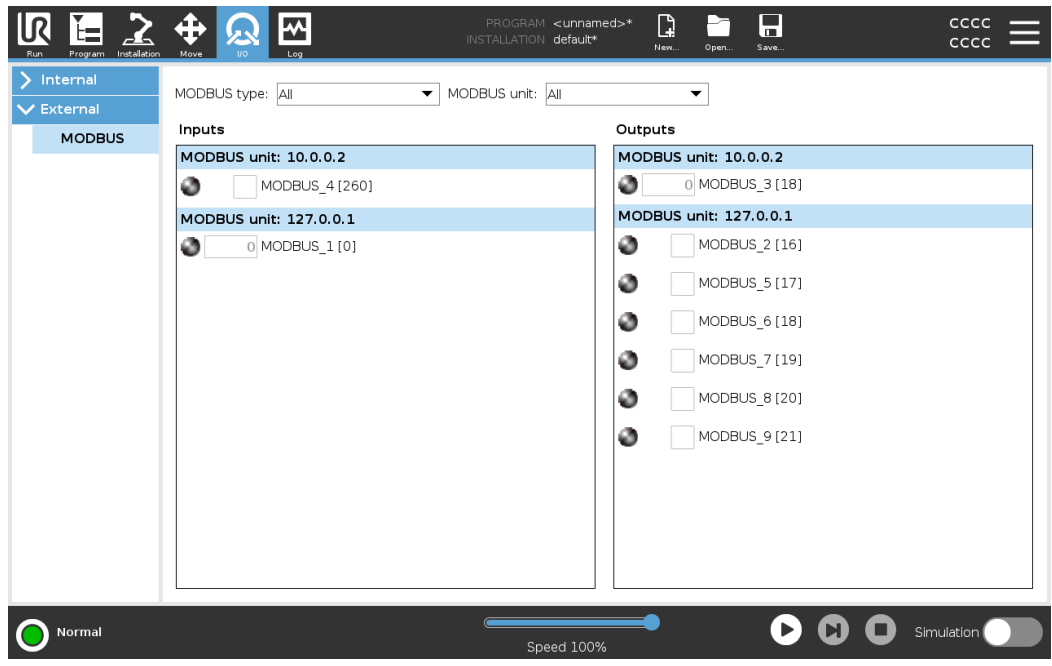 UR
PROGRAM <unnamed>*
INSTALLATION default*
CCCC
CCCC
Run Program Installation Move I/O Log New... Open... Save...
Internal
External
MODBUS
MODBUS type: All MODBUS unit: All
Inputs
MODBUS unit: 10.0.0.2
MODBUS_4 [260]
MODBUS unit: 127.0.0.1
0 MODBUS_1 [0]
Outputs
MODBUS unit: 10.0.0.2
0 MODBUS_3 [18]
MODBUS unit: 127.0.0.1
MODBUS_2 [16]
MODBUS_5 [17]
MODBUS_6 [18]
MODBUS_7 [19]
MODBUS_8 [20]
MODBUS_9 [21]
Normal
Speed 100%
Simulation